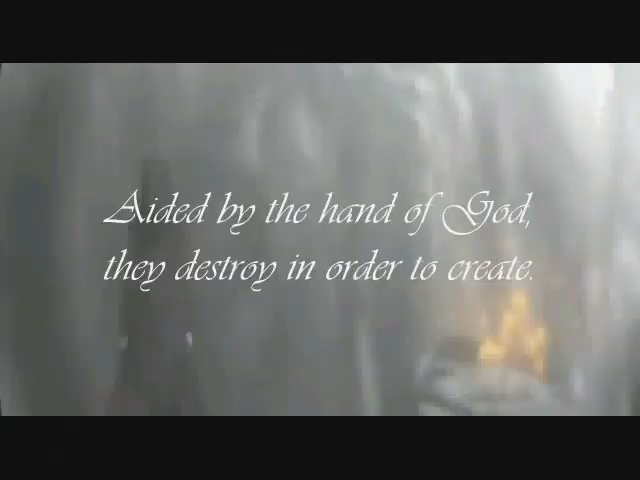 Aided by the hand of God,
they destroy in order to create.